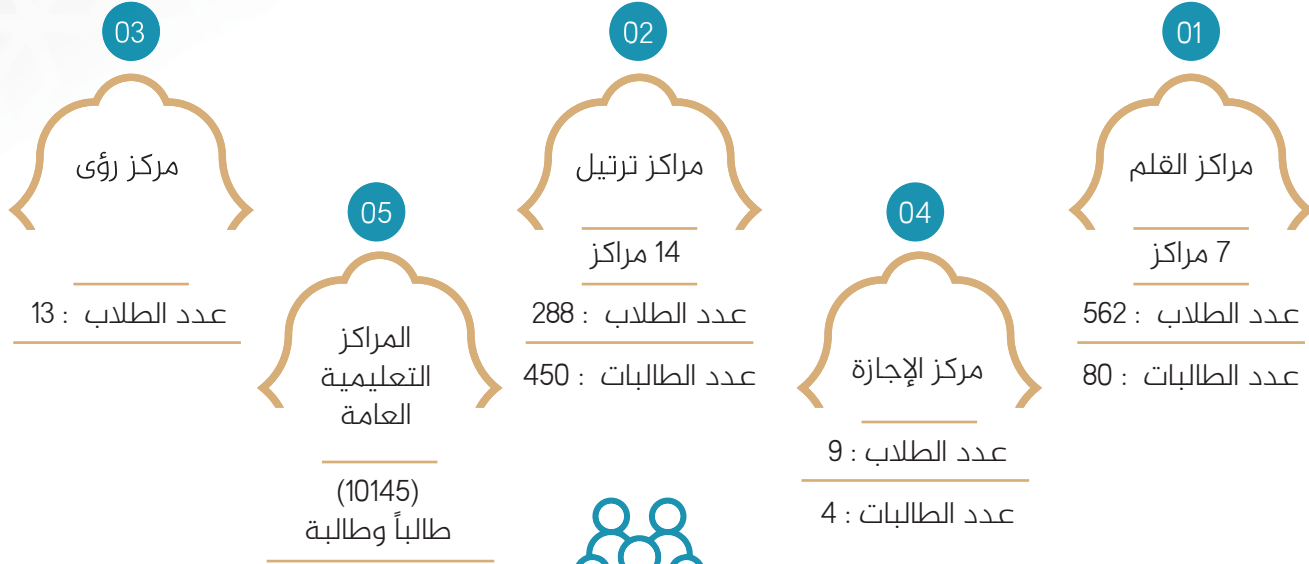 01
مراكز القلم
7 مراكز
عدد الطلاب : 562
عدد الطالبات : 80
02
مراكز ترتيل
14 مراكز
عدد الطلاب : 288
عدد الطالبات : 450
03
مركز رؤى
عدد الطلاب : 13
04
مركز الإجازة
عدد الطلاب : 9
عدد الطالبات : 4
05
المراكز
التعليمية
العامة
(10145)
طالباً وطالبة